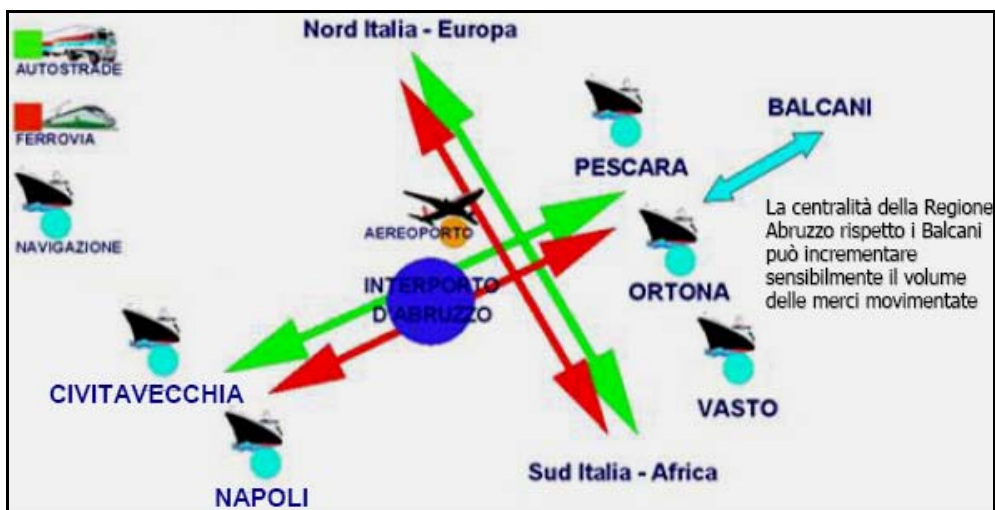 Nord Italia - Europa
AUTOSTRADE
FERROVIA
NAVIGAZIONE
BALCANI
PESCARA
La centralità della Regione
Abruzzo rispetto i Balcani
può incrementare
sensibilmente il volume
delle merci movimentate
AEREOPORTO
INTERPORTO
D'ABRUZZO
ORTONA
CIVITAVECCHIA
VASTO
NAPOLI
Sud Italia - Africa